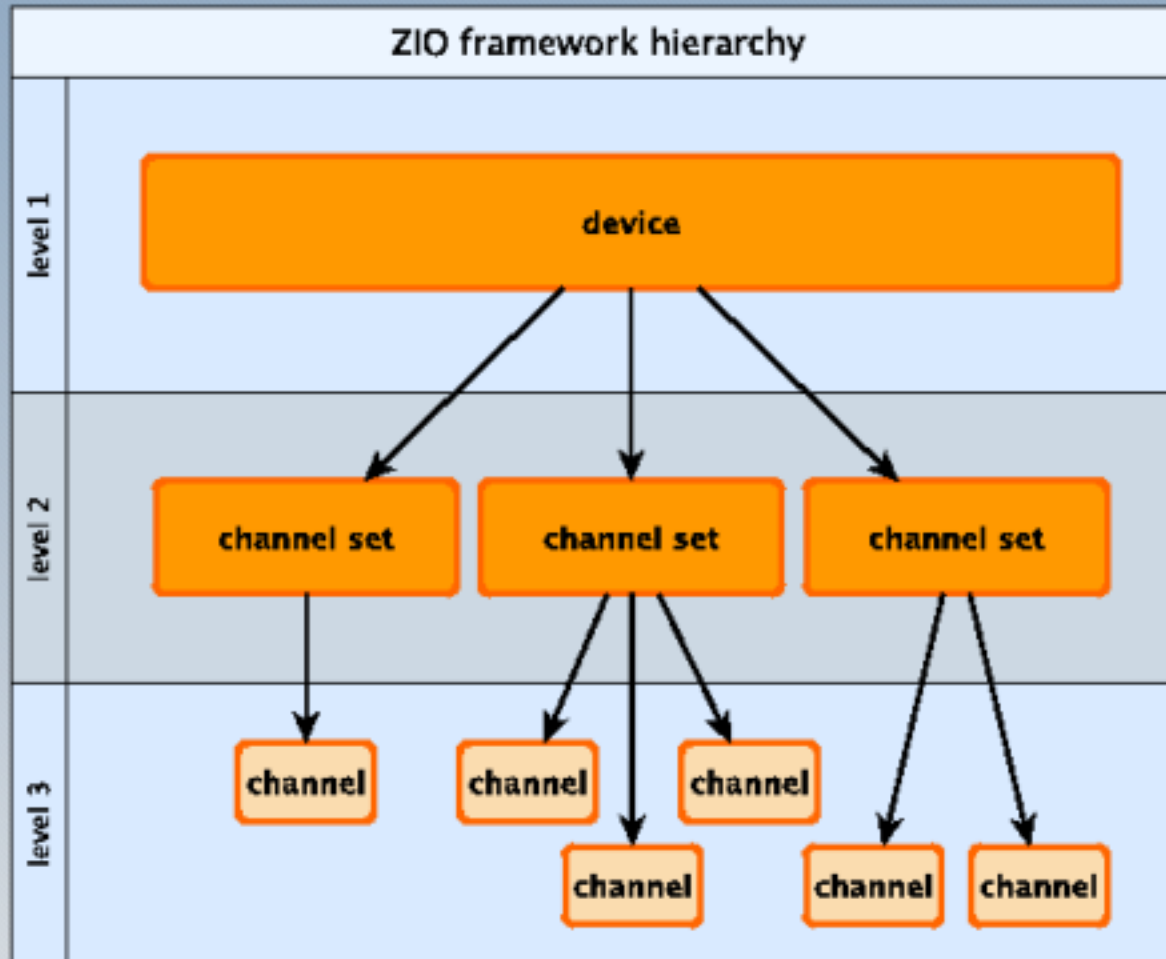 ZIO framework hierarchy
level 1
device
level 2
channel set
channel set
channel set
level 3
channel
channel
channel
channel
channel
channel